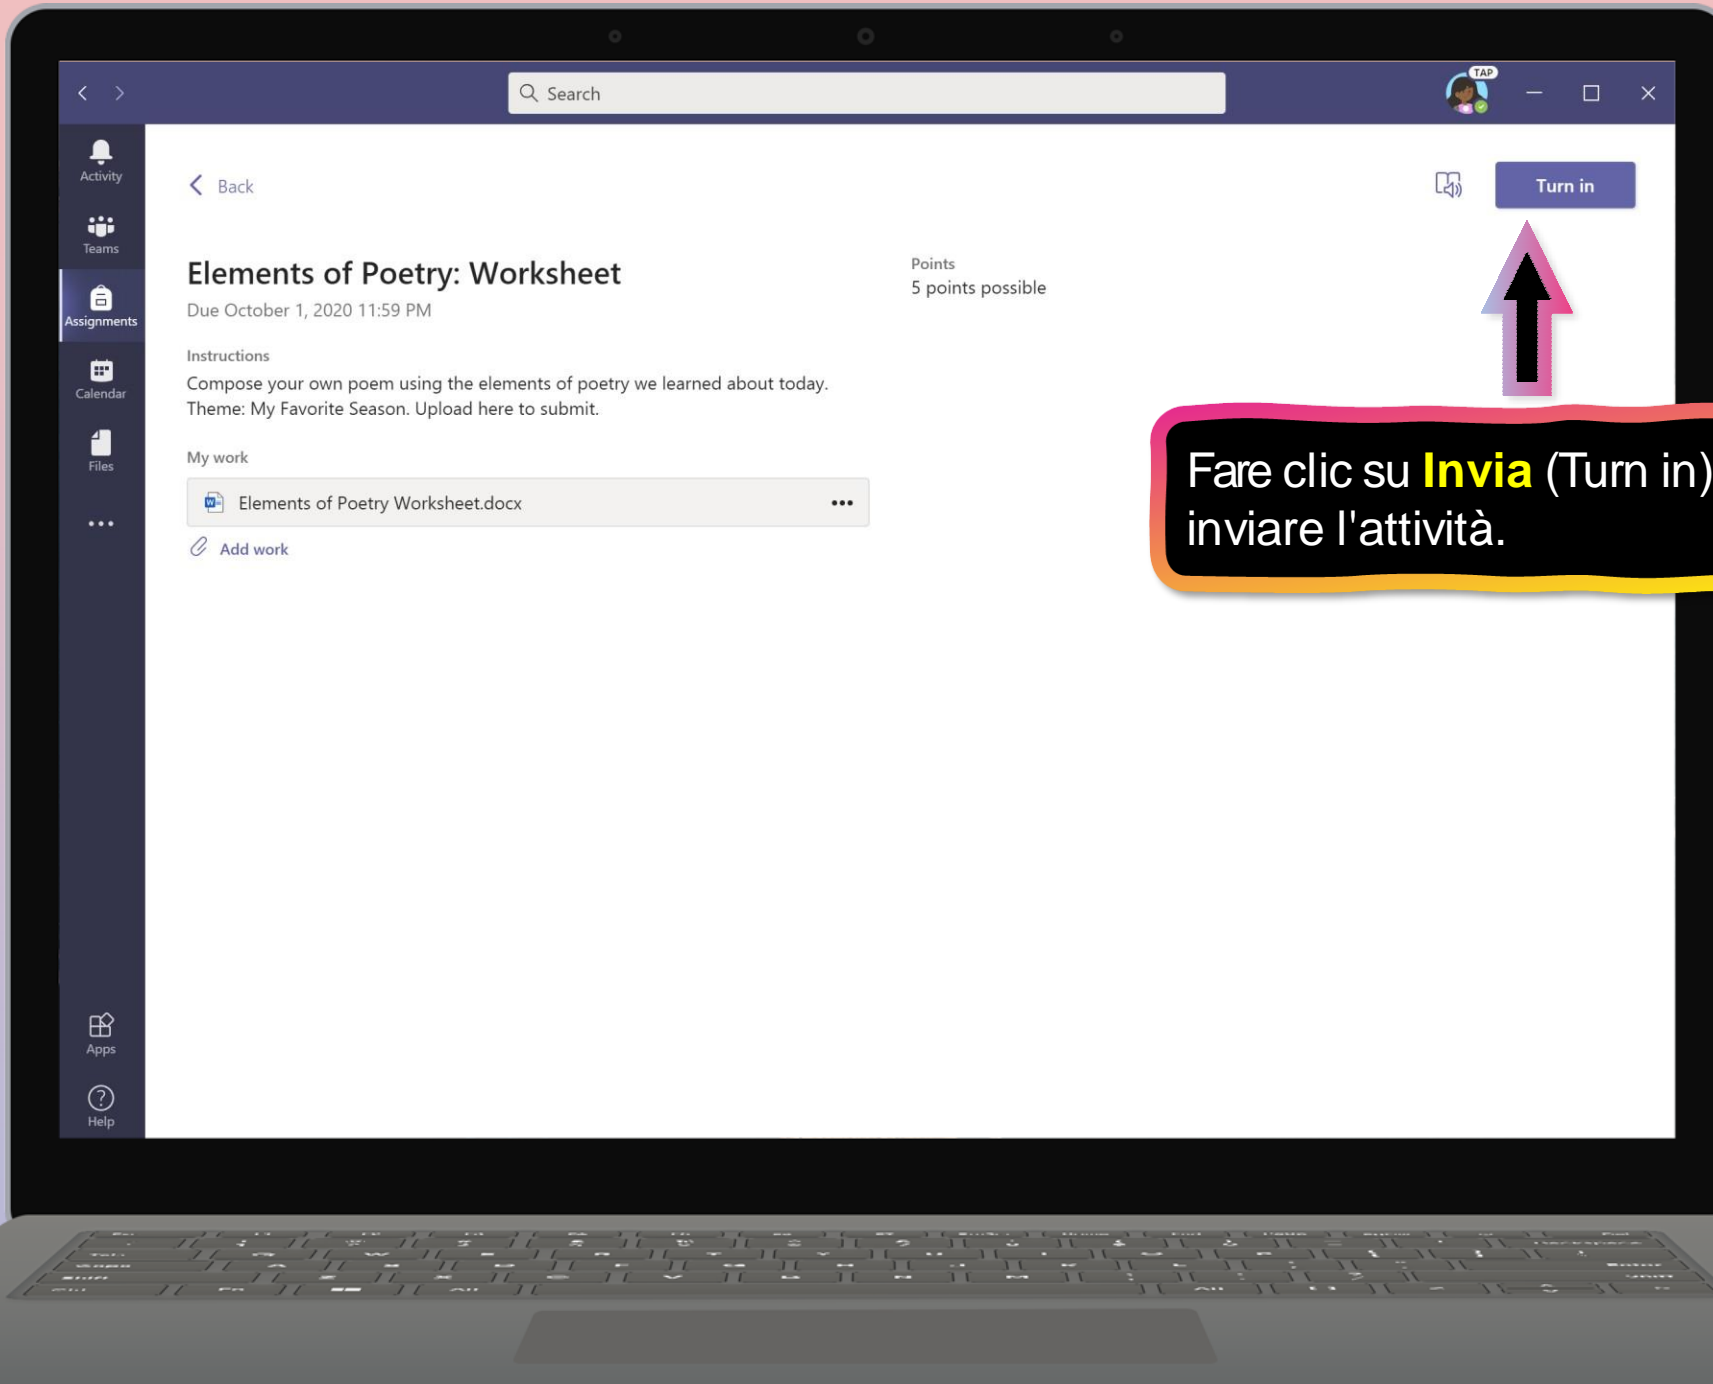 Search
TAP
Activity
Back
Turn in
Teams
Elements of Poetry: Worksheet
Points
5 points possible
Due October 1, 2020 11:59 PM
Assignments
Instructions
Compose your own poem using the elements of poetry we learned about today.
Theme: My Favorite Season. Upload here to submit.
Calendar
My work
Files
Elements of Poetry Worksheet.docx
Add work
Fare clic su Invia (Turn in)
inviare l'attività.
Apps
Help